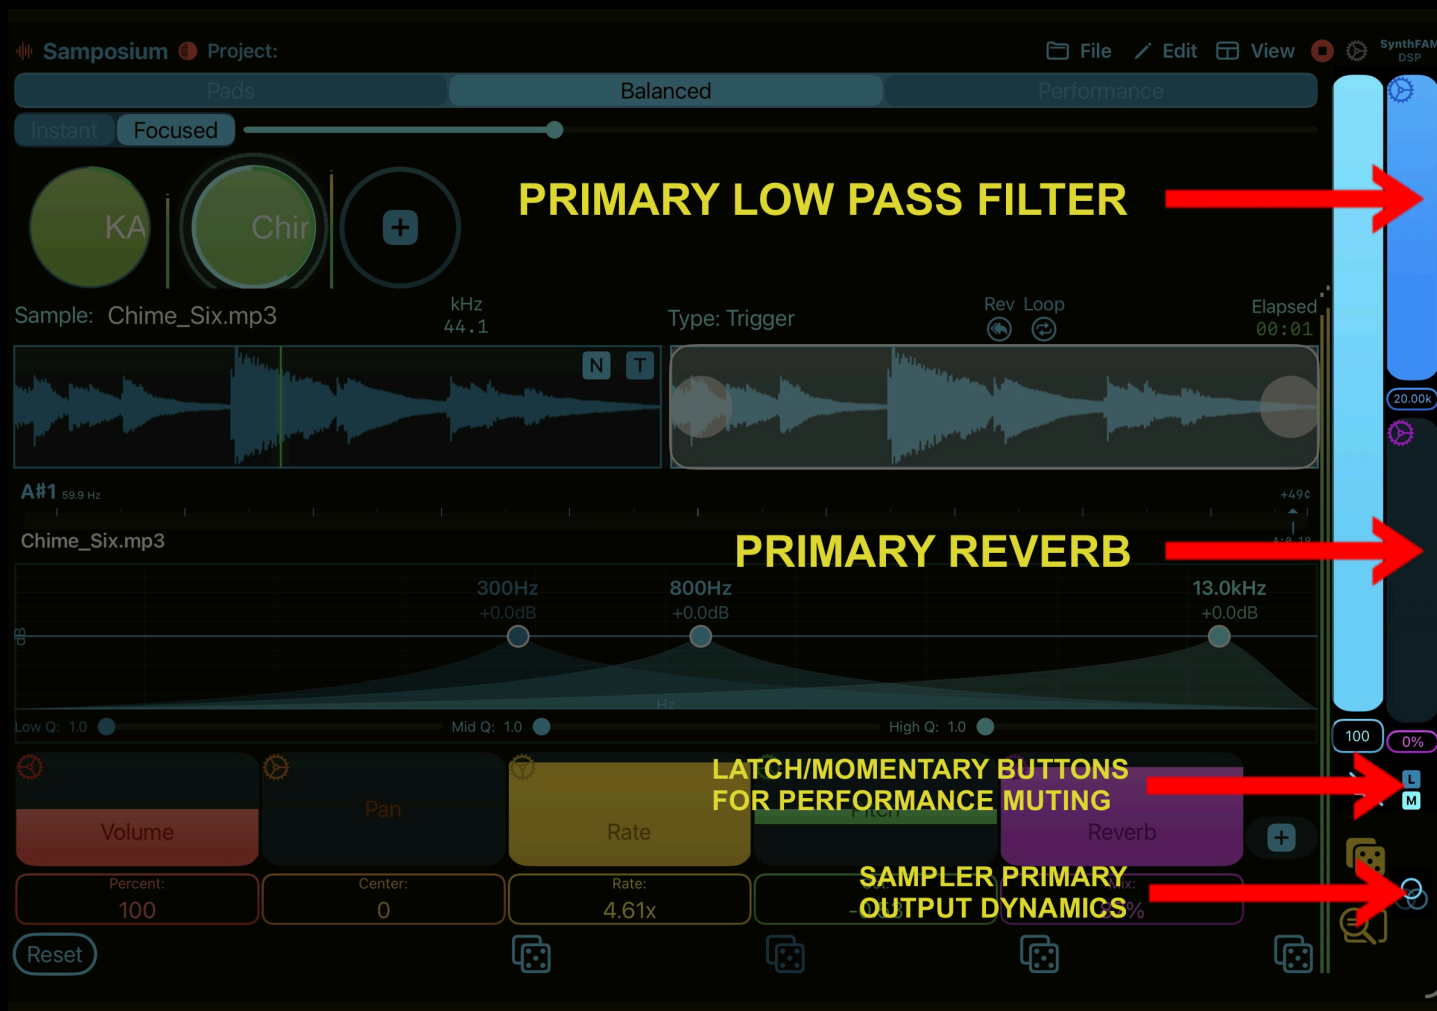 Samposium Project:
File Edit View SynthFAM DSP
Pads Balanced Performance
Instant Focused
KA Chir
PRIMARY LOW PASS FILTER
Sample: Chime_Six.mp3
kHz
44.1
Type: Trigger
Rev Loop
Elapsed
00:01
N T
20.00k
A#1 59.9 Hz
+49¢
Chime_Six.mp3
PRIMARY REVERB
300Hz 800Hz 13.0kHz
+0.0dB +0.0dB +0.0dB
dB
Hz
Low Q: 1.0 Mid Q: 1.0 High Q: 1.0
100 0%
LATCH/MOMENTARY BUTTONS
FOR PERFORMANCE MUTING
L
M
Volume Pan Rate Pitch Reverb
SAMPLER PRIMARY
OUTPUT DYNAMICS
Percent: Center: Rate: Mix:
100 0 4.61x
Reset